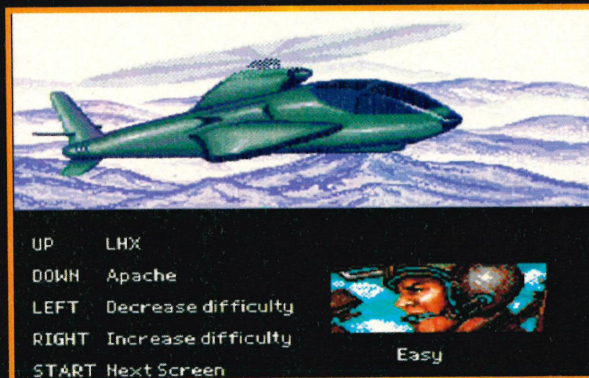 UP LHX
DOWN Apache
LEFT Decrease difficulty
RIGHT Increase difficulty
START Next Screen
Easy